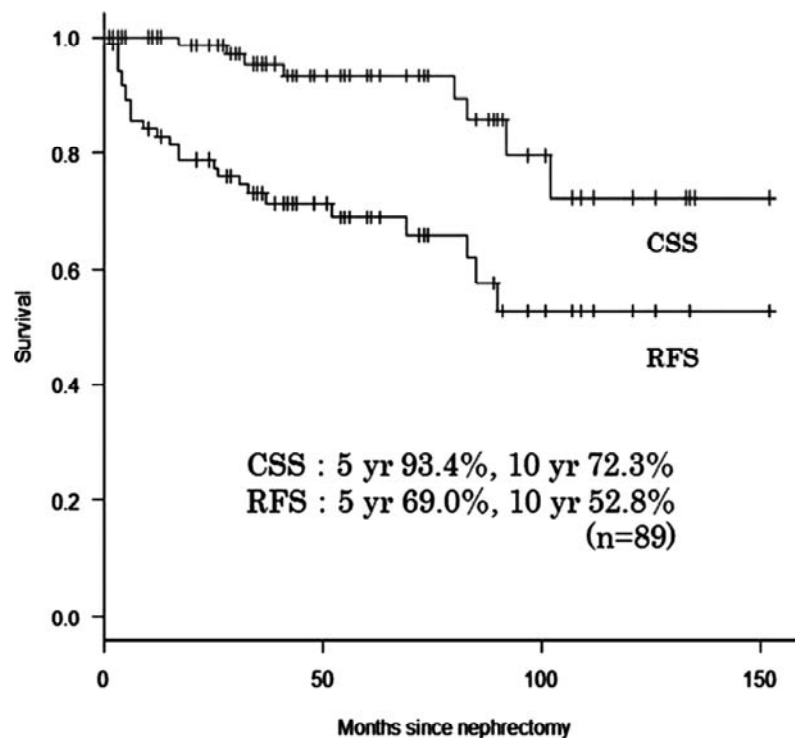 1.0
0.8
0.6
0.4
0.2
0.0
Survival
CSS
RFS
CSS : 5 yr 93.4%, 10 yr 72.3%
RFS : 5 yr 69.0%, 10 yr 52.8%
(n=89)
0 50 100 150
Months since nephrectomy